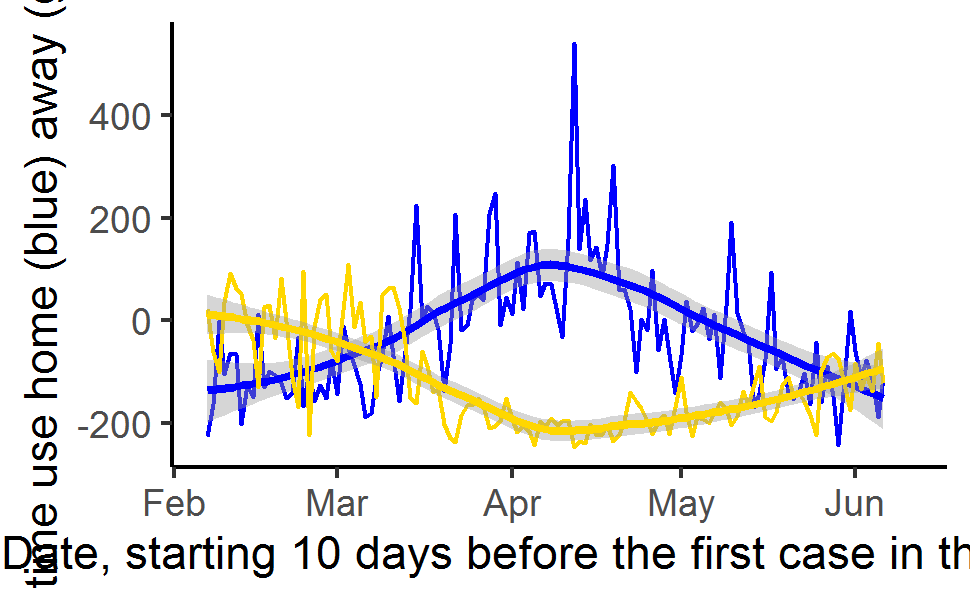 time use home (blue) away (
400
200
0
-200
Feb Mar Apr May Jun
Date, starting 10 days before the first case in th